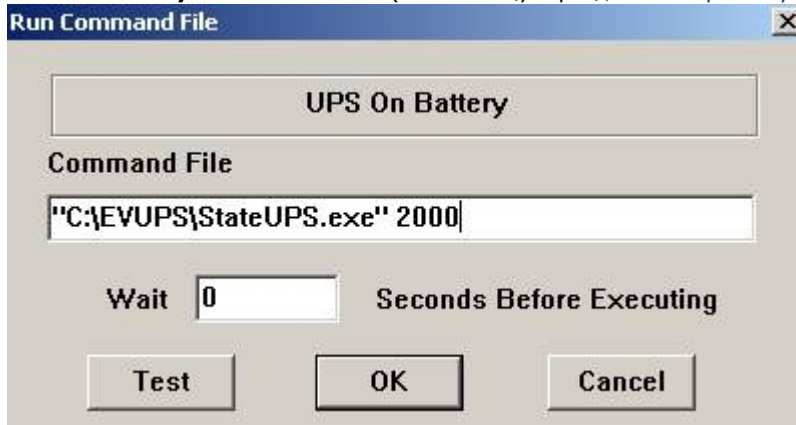 Run Command File
UPS On Battery
Command File
"C:\EVUPS\StateUPS.exe" 2000
Wait 0 Seconds Before Executing
Test OK Cancel